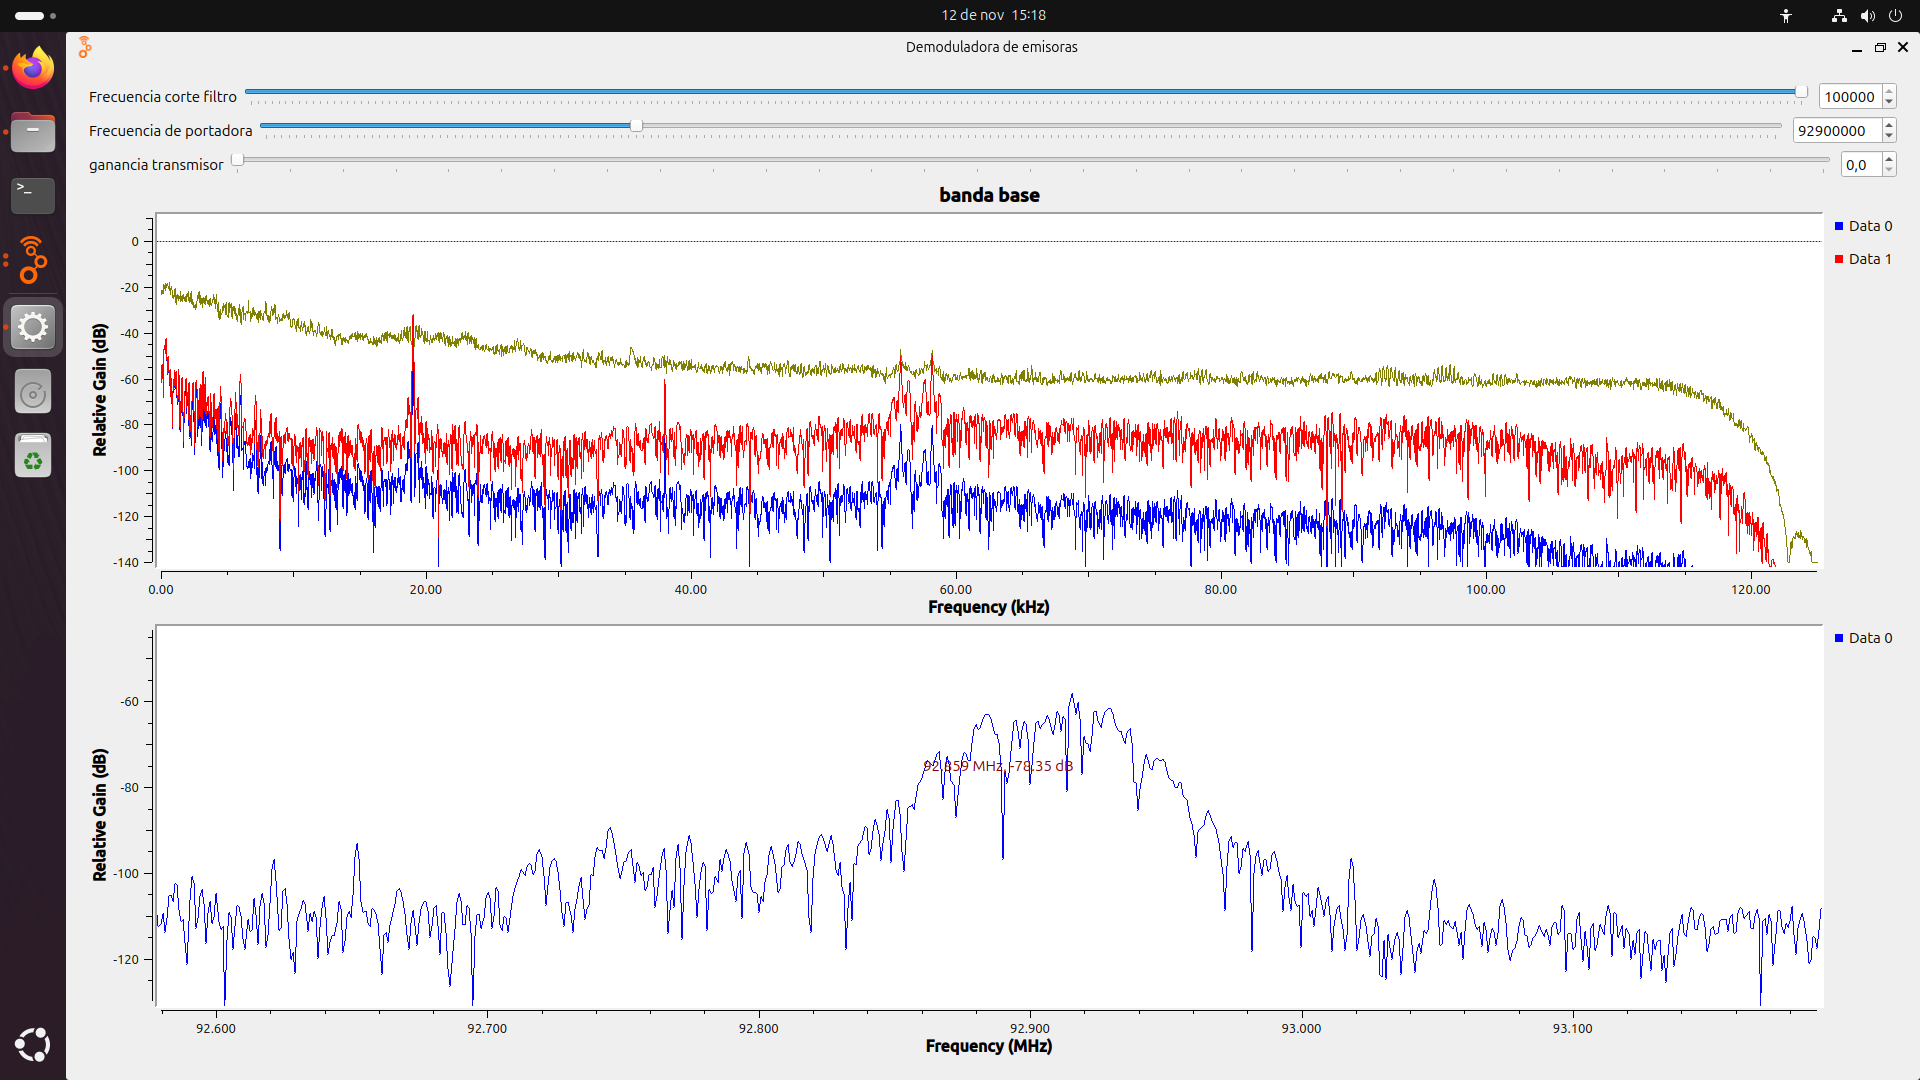 12 de nov 15:18
Demoduladora de emisoras
Frecuencia corte filtro 100000
Frecuencia de portadora 92900000
ganancia transmisor 0,0
banda base
Relative Gain (dB)
0
-20
-40
-60
-80
-100
-120
-140
0.00 20.00 40.00 60.00 80.00 100.00 120.00
Frequency (kHz)
Data 0
Data 1
Relative Gain (dB)
-60
-80
-100
-120
92.859 MHz, -78.35 dB
92.600 92.700 92.800 92.900 93.000 93.100
Frequency (MHz)
Data 0